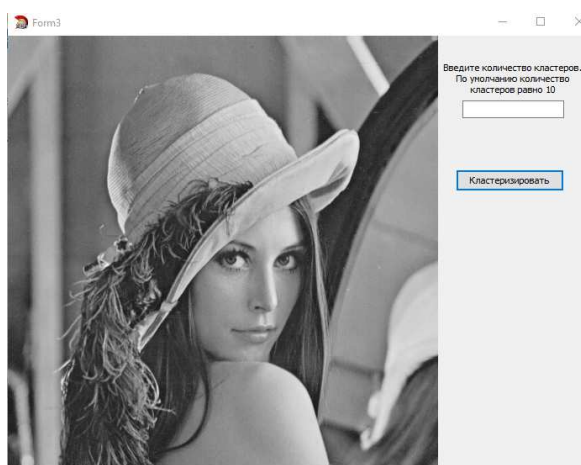 Form3
Введите количество кластеров.
По умолчанию количество
кластеров равно 10
Кластеризировать